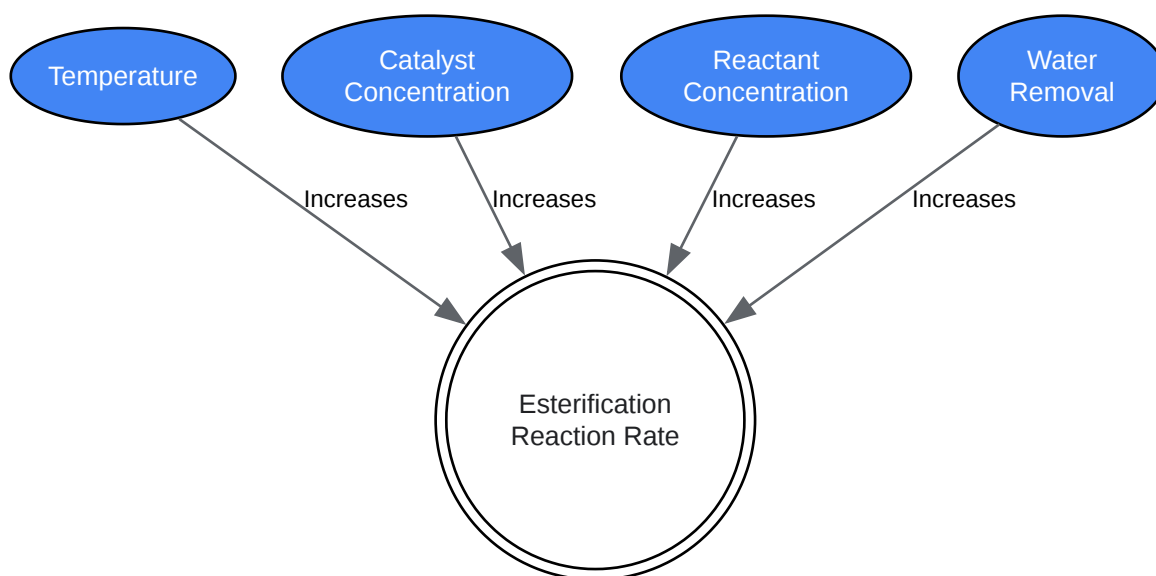 Temperature
Catalyst
Concentration
Reactant
Concentration
Water
Removal
Increases
Increases
Increases
Increases
Esterification
Reaction Rate